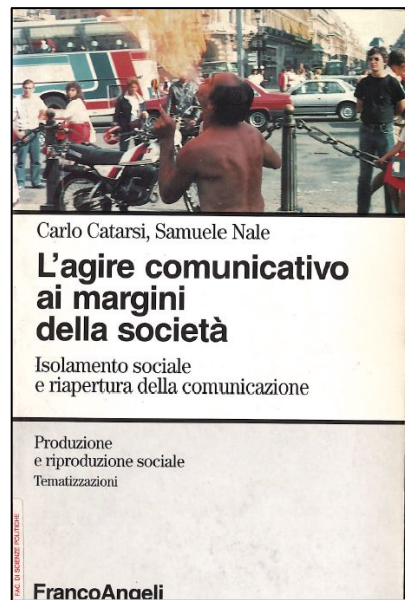 Carlo Catarsi, Samuele Nale
L'agire comunicativo
ai margini
della società
Isolamento sociale
e riapertura della comunicazione
Produzione
e riproduzione sociale
Tematizzazioni
FAC. DI SCIENZE POLITICHE
FrancoAngeli